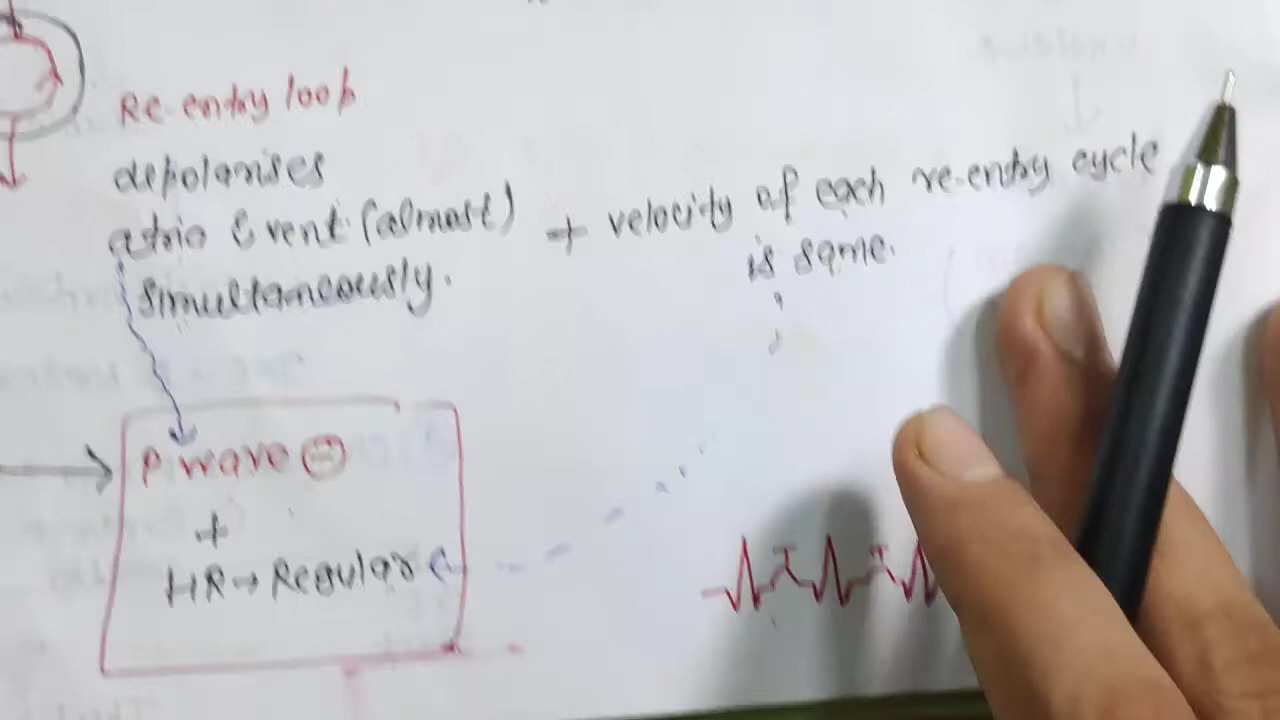 Re-entry loop
depolarises
atria & vent. (almost)
simultaneously.
+ velocity of each re-entry cycle
is same.
P wave ⊖
+
HR → Regular
T T